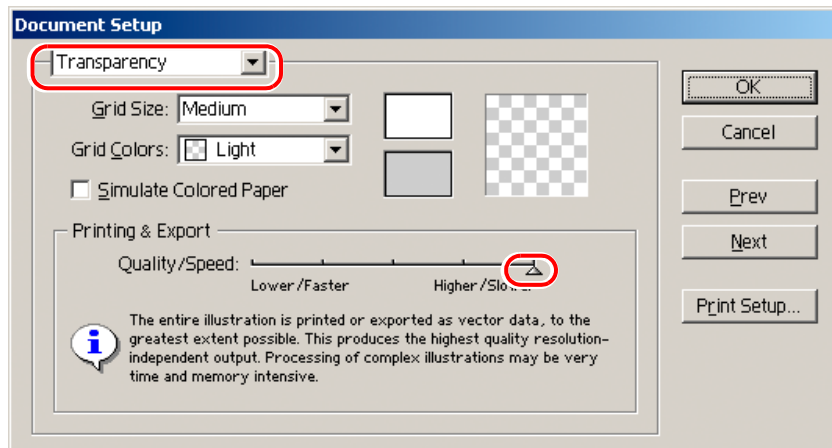 Document Setup
Transparency
Grid Size: Medium
Grid Colors: Light
Simulate Colored Paper
Printing & Export
Quality/Speed:
Lower/Faster
Higher/Slower
The entire illustration is printed or exported as vector data, to the
greatest extent possible. This produces the highest quality resolution-
independent output. Processing of complex illustrations may be very
time and memory intensive.
OK
Cancel
Prev
Next
Print Setup...